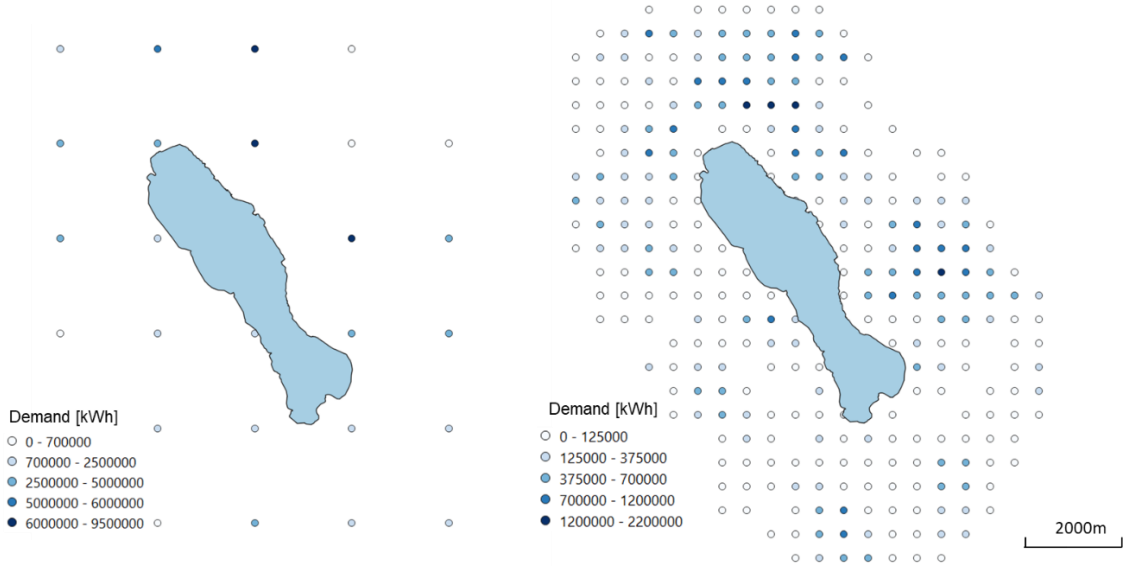 Demand [kWh]
0 - 700000
700000 - 2500000
2500000 - 5000000
5000000 - 6000000
6000000 - 9500000
Demand [kWh]
0 - 125000
125000 - 375000
375000 - 700000
700000 - 1200000
1200000 - 2200000
2000m